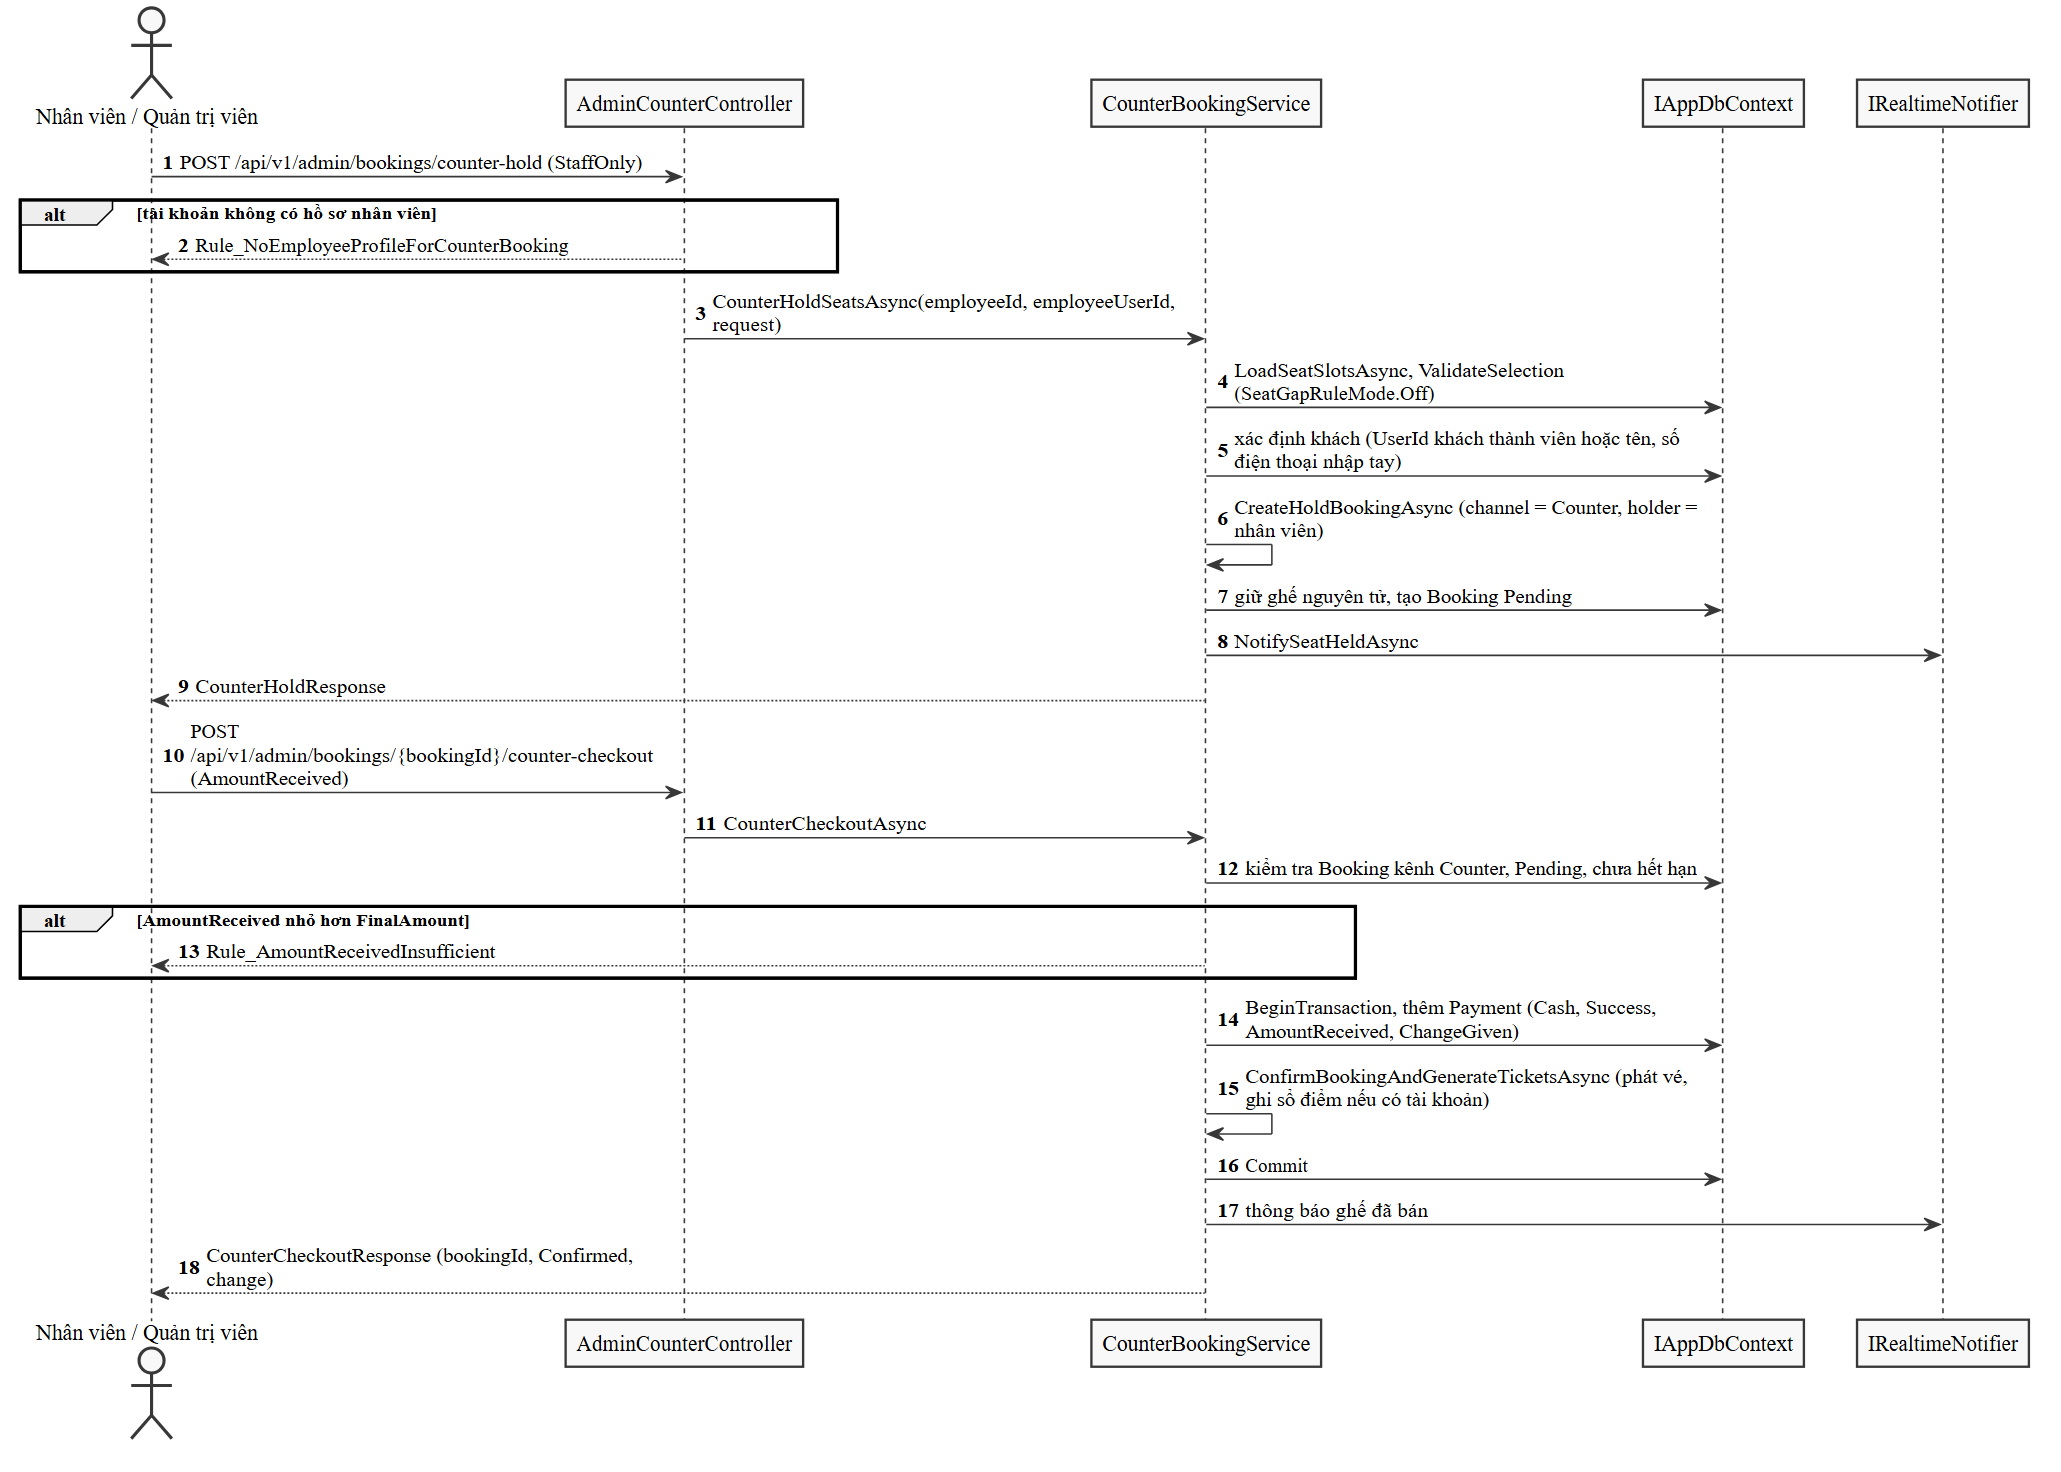 Nhân viên / Quản trị viên
AdminCounterController
CounterBookingService
IAppDbContext
IRealtimeNotifier
1 POST /api/v1/admin/bookings/counter-hold (StaffOnly)
alt [tài khoản không có hồ sơ nhân viên]
2 Rule_NoEmployeeProfileForCounterBooking
3 CounterHoldSeatsAsync(employeeId, employeeUserId,
request)
4 LoadSeatSlotsAsync, ValidateSelection
(SeatGapRuleMode.Off)
5 xác định khách (UserId khách thành viên hoặc tên, số
điện thoại nhập tay)
6 CreateHoldBookingAsync (channel = Counter, holder =
nhân viên)
7 giữ ghế nguyên tử, tạo Booking Pending
8 NotifySeatHeldAsync
9 CounterHoldResponse
POST
10 /api/v1/admin/bookings/{bookingId}/counter-checkout
(AmountReceived)
11 CounterCheckoutAsync
12 kiểm tra Booking kênh Counter, Pending, chưa hết hạn
alt [AmountReceived nhỏ hơn FinalAmount]
13 Rule_AmountReceivedInsufficient
14 BeginTransaction, thêm Payment (Cash, Success,
AmountReceived, ChangeGiven)
15 ConfirmBookingAndGenerateTicketsAsync (phát vé,
ghi sổ điểm nếu có tài khoản)
16 Commit
17 thông báo ghế đã bán
18 CounterCheckoutResponse (bookingId, Confirmed,
change)
Nhân viên / Quản trị viên
AdminCounterController
CounterBookingService
IAppDbContext
IRealtimeNotifier